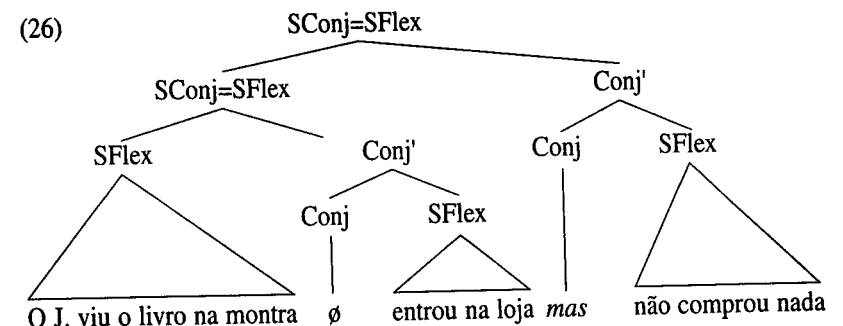 (26)
SConj=SFlex
SConj=SFlex Conj'
SFlex Conj' Conj SFlex
Conj SFlex
O J. viu o livro na montra ø entrou na loja mas não comprou nada